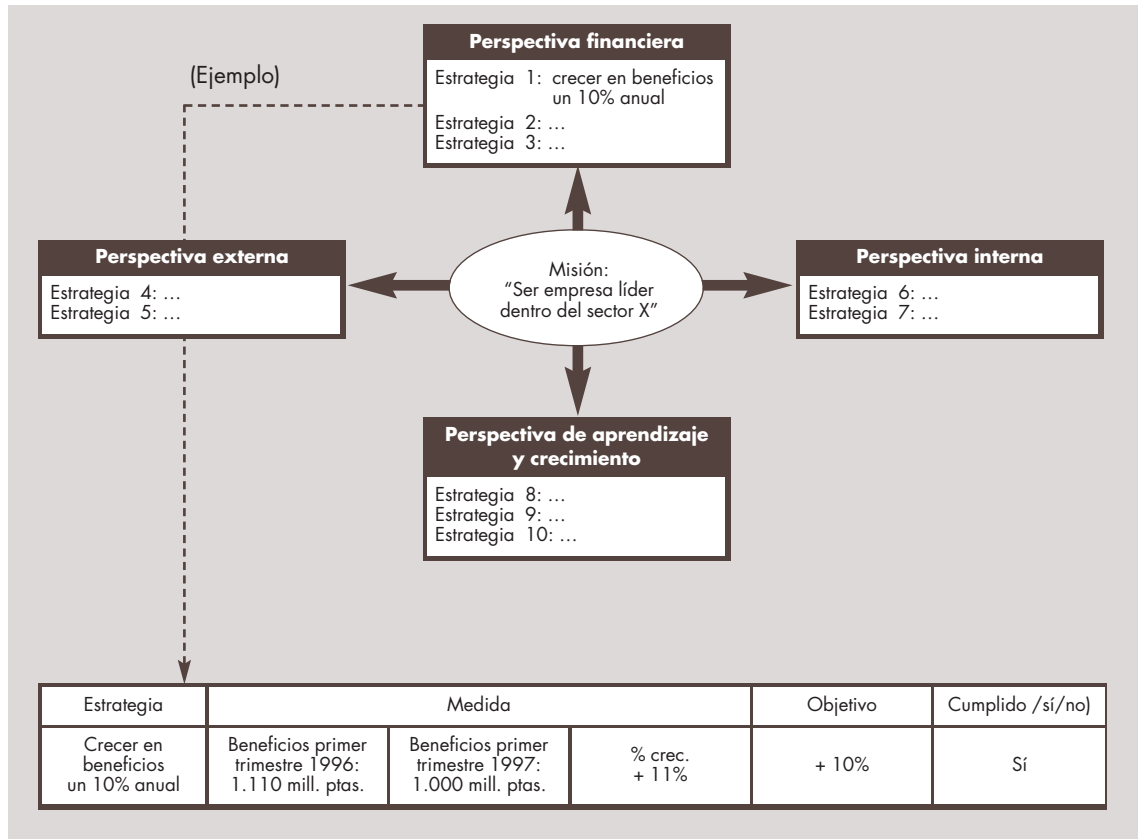 Perspectiva financiera
(Ejemplo)
Estrategia 1: crecer en beneficios
un 10% anual
Estrategia 2: …
Estrategia 3: …
Perspectiva externa
Estrategia 4: …
Estrategia 5: …
Misión:
“Ser empresa líder
dentro del sector X”
Perspectiva interna
Estrategia 6: …
Estrategia 7: …
Perspectiva de aprendizaje
y crecimiento
Estrategia 8: …
Estrategia 9: …
Estrategia 10: …
Estrategia
Medida
Objetivo
Cumplido /sí/no)
Crecer en
beneficios
un 10% anual
Beneficios primer
trimestre 1996:
1.110 mill. ptas.
Beneficios primer
trimestre 1997:
1.000 mill. ptas.
% crec.
+ 11%
+ 10%
Sí